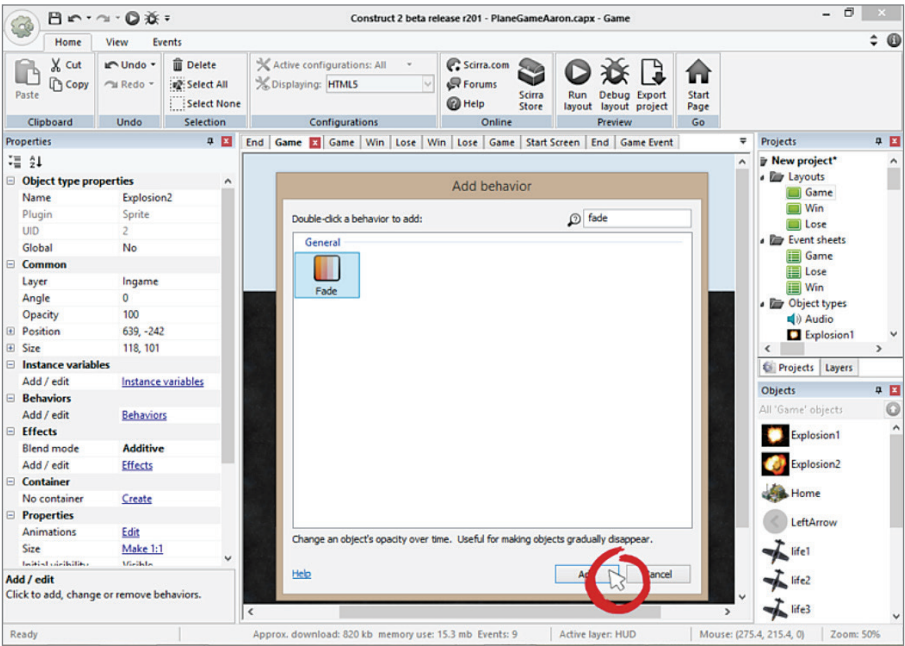 Construct 2 beta release r201 - PlaneGameAaron.capx - Game
Home View Events
Paste
Cut
Copy
Clipboard
Undo
Redo
Undo
Delete
Select All
Select None
Selection
Active configurations: All
Displaying: HTML5
Configurations
Scirra.com
Forums
Help
Scirra Store
Online
Run layout
Debug layout
Export project
Preview
Start Page
Go
Properties
Object type properties
Name Explosion2
Plugin Sprite
UID 2
Global No
Common
Layer Ingame
Angle 0
Opacity 100
Position 639, -242
Size 118, 101
Instance variables
Add / edit Instance variables
Behaviors
Add / edit Behaviors
Effects
Blend mode Additive
Add / edit Effects
Container
No container Create
Properties
Animations Edit
Size Make 1:1
Initial visibility Visible
Add / edit
Click to add, change or remove behaviors.
End Game Game Win Lose Win Lose Game Start Screen End Game Event
Add behavior
Double-click a behavior to add: fade
General
Fade
Change an object's opacity over time. Useful for making objects gradually disappear.
Help
Projects
New project*
Layouts
Game
Win
Lose
Event sheets
Game
Lose
Win
Object types
Audio
Explosion1
Projects Layers
Objects
All 'Game' objects
Explosion1
Explosion2
Home
LeftArrow
life1
life2
life3
Ready
Approx. download: 820 kb memory use: 15.3 mb Events: 9
Active layer: HUD
Mouse: (275.4, 215.4, 0)
Zoom: 50%